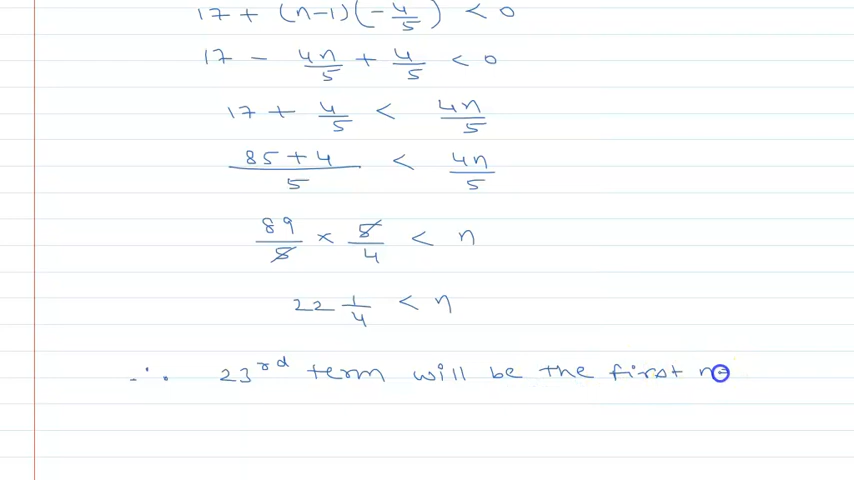 17 + (n-1)(-4/5) < 0
17 - 4n/5 + 4/5 < 0
17 + 4/5 < 4n/5
85+4/5 < 4n/5
89/5 × 5/4 < n
22 1/4 < n
∴ 23rd term will be the first ne